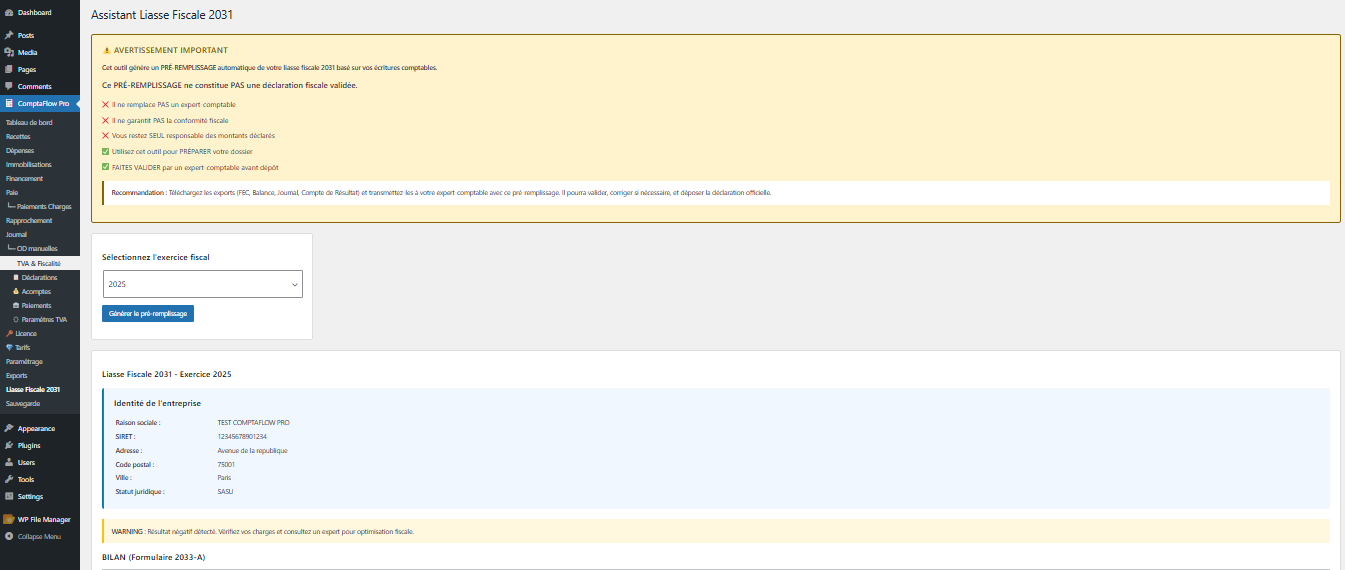 Dashboard
Posts
Media
Pages
Comments
ComptaFlow Pro
Tableau de bord
Recettes
Dépenses
Immobilisations
Financement
Paie
Paiements Charges
Rapprochement
Journal
OD manuelles
TVA & Fiscalité
Déclarations
Acomptes
Paiements
Paramètres TVA
Licence
Tarifs
Paramétrage
Exports
Liasse Fiscale 2031
Sauvegarde
Appearance
Plugins
Users
Tools
Settings
WP File Manager
Collapse Menu
Assistant Liasse Fiscale 2031
AVERTISSEMENT IMPORTANT
Cet outil génère un PRÉ-REMPLISSAGE automatique de votre liasse fiscale 2031 basé sur vos écritures comptables.
Ce PRÉ-REMPLISSAGE ne constitue PAS une déclaration fiscale validée.
Il ne remplace PAS un expert-comptable
Il ne garantit PAS la conformité fiscale
Vous restez SEUL responsable des montants déclarés
Utilisez cet outil pour PRÉPARER votre dossier
FAITES VALIDER par un expert-comptable avant dépôt
Recommandation : Téléchargez les exports (FEC, Balance, Journal, Compte de Résultat) et transmettez-les à votre expert-comptable avec ce pré-remplissage. Il pourra valider, corriger si nécessaire, et déposer la déclaration officielle.
Sélectionnez l'exercice fiscal
2025
Générer le pré-remplissage
Liasse Fiscale 2031 - Exercice 2025
Identité de l'entreprise
Raison sociale : TEST COMPTAFLOW PRO
SIRET : 12345678901234
Adresse : Avenue de la republique
Code postal : 75001
Ville : Paris
Statut juridique : SASU
WARNING : Résultat négatif détecté. Vérifiez vos charges et consultez un expert pour optimisation fiscale.
BILAN (Formulaire 2033-A)